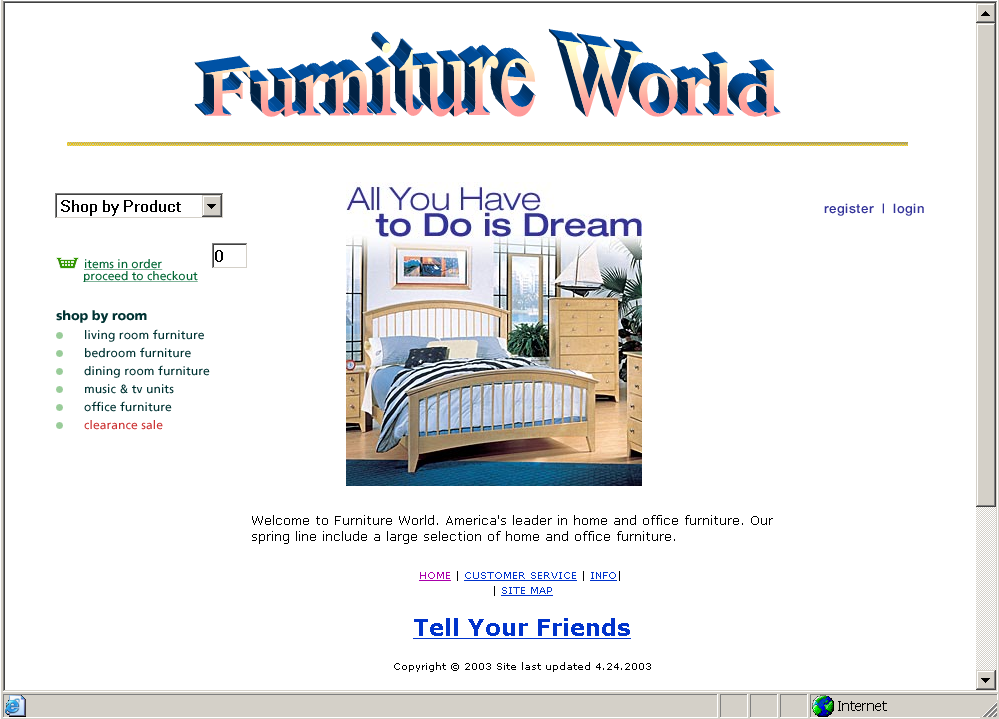 Furniture World
Shop by Product
All You Have
to Do is Dream
register | login
0
items in order
proceed to checkout
shop by room
living room furniture
bedroom furniture
dining room furniture
music & tv units
office furniture
clearance sale
Welcome to Furniture World. America's leader in home and office furniture. Our
spring line include a large selection of home and office furniture.
HOME | CUSTOMER SERVICE | INFO|
| SITE MAP
Tell Your Friends
Copyright © 2003 Site last updated 4.24.2003
Internet